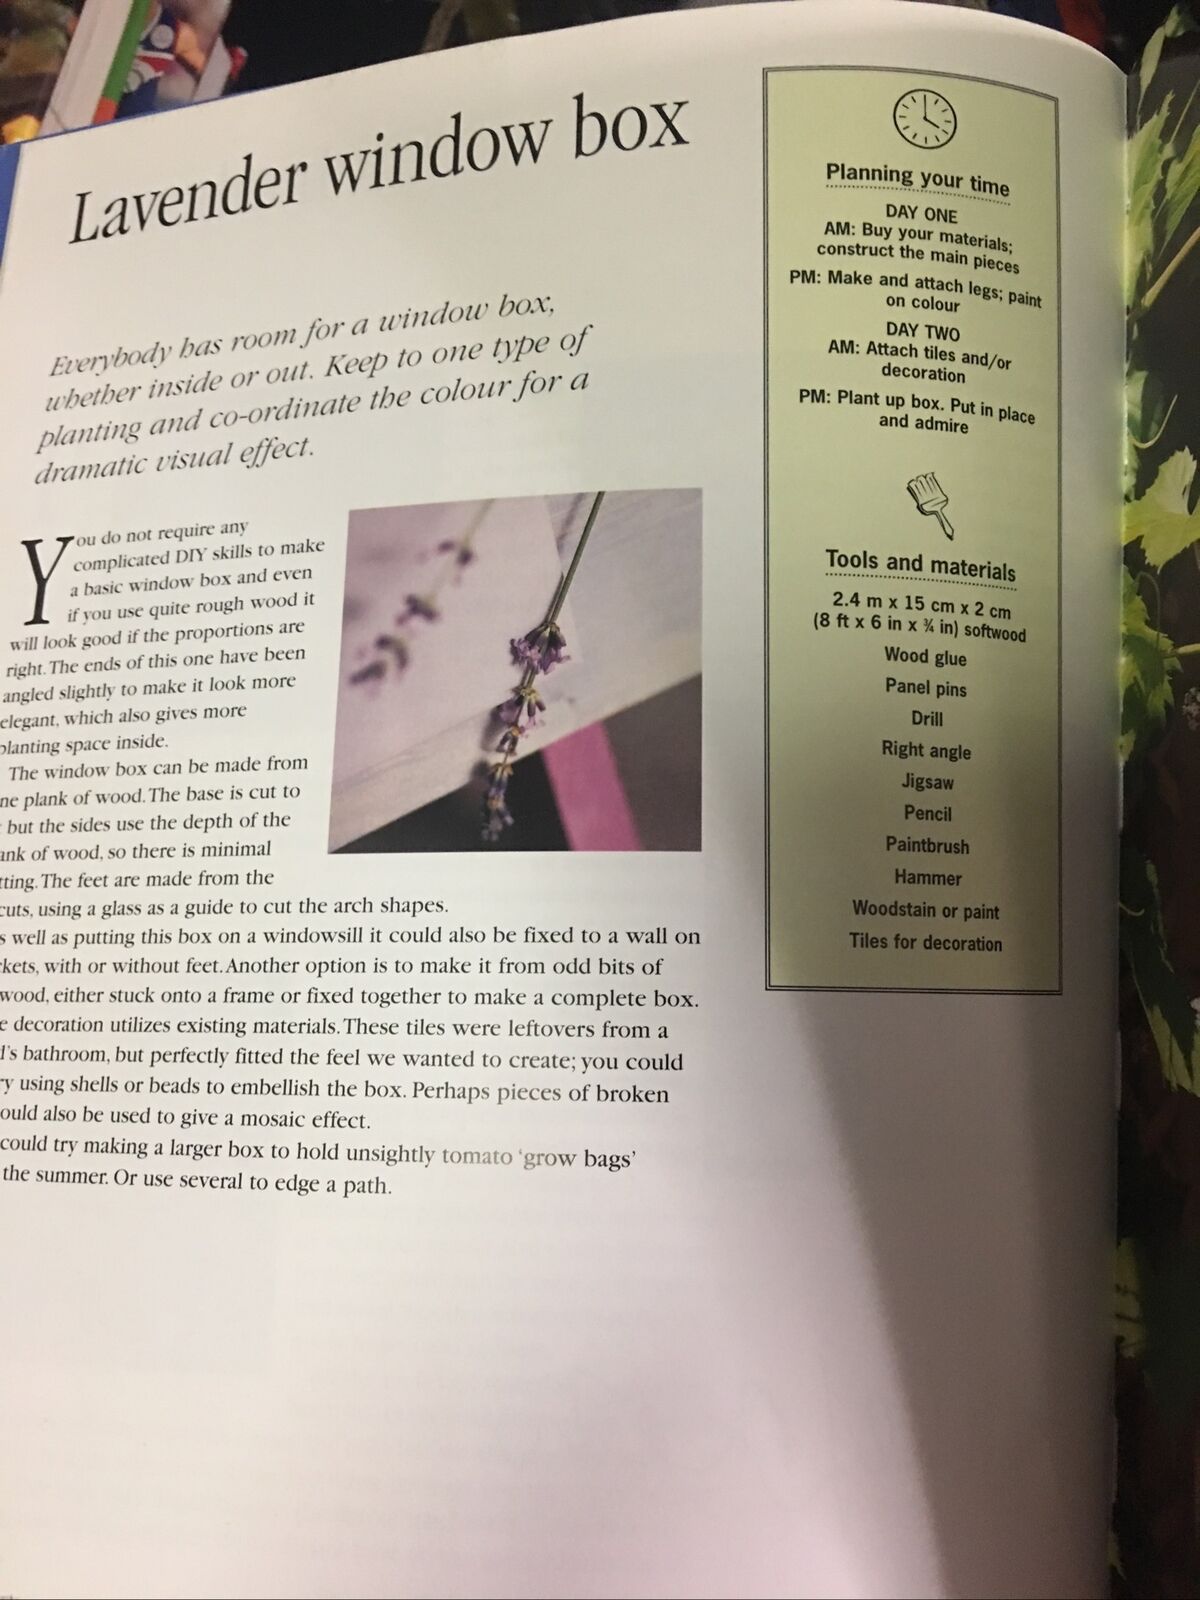 Lavender window box
Everybody has room for a window box,
whether inside or out. Keep to one type of
planting and co-ordinate the colour for a
dramatic visual effect.
You do not require any
complicated DIY skills to make
a basic window box and even
if you use quite rough wood it
will look good if the proportions are
right. The ends of this one have been
angled slightly to make it look more
elegant, which also gives more
planting space inside.
The window box can be made from
ne plank of wood. The base is cut to
but the sides use the depth of the
ank of wood, so there is minimal
tting. The feet are made from the
cuts, using a glass as a guide to cut the arch shapes.
s well as putting this box on a windowsill it could also be fixed to a wall on
kets, with or without feet. Another option is to make it from odd bits of
wood, either stuck onto a frame or fixed together to make a complete box.
e decoration utilizes existing materials. These tiles were leftovers from a
d's bathroom, but perfectly fitted the feel we wanted to create; you could
ry using shells or beads to embellish the box. Perhaps pieces of broken
ould also be used to give a mosaic effect.
could try making a larger box to hold unsightly tomato ‘grow bags’
the summer. Or use several to edge a path.
Planning your time
DAY ONE
AM: Buy your materials;
construct the main pieces
PM: Make and attach legs; paint
on colour
DAY TWO
AM: Attach tiles and/or
decoration
PM: Plant up box. Put in place
and admire
Tools and materials
2.4 m x 15 cm x 2 cm
(8 ft x 6 in x ¾ in) softwood
Wood glue
Panel pins
Drill
Right angle
Jigsaw
Pencil
Paintbrush
Hammer
Woodstain or paint
Tiles for decoration